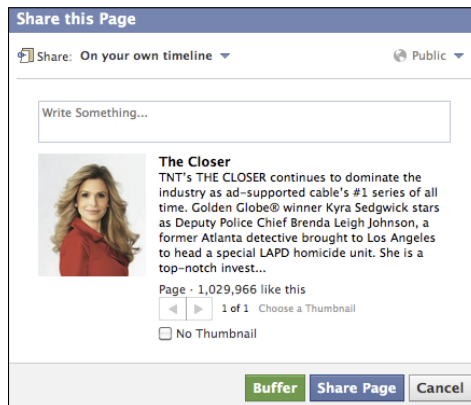 Share this Page
Share: On your own timeline
Public
Write Something...
The Closer
TNT's THE CLOSER continues to dominate the
industry as ad-supported cable's #1 series of all
time. Golden Globe® winner Kyra Sedgwick stars
as Deputy Police Chief Brenda Leigh Johnson, a
former Atlanta detective brought to Los Angeles
to head a special LAPD homicide unit. She is a
top-notch invest...
Page · 1,029,966 like this
1 of 1 Choose a Thumbnail
No Thumbnail
Buffer Share Page Cancel